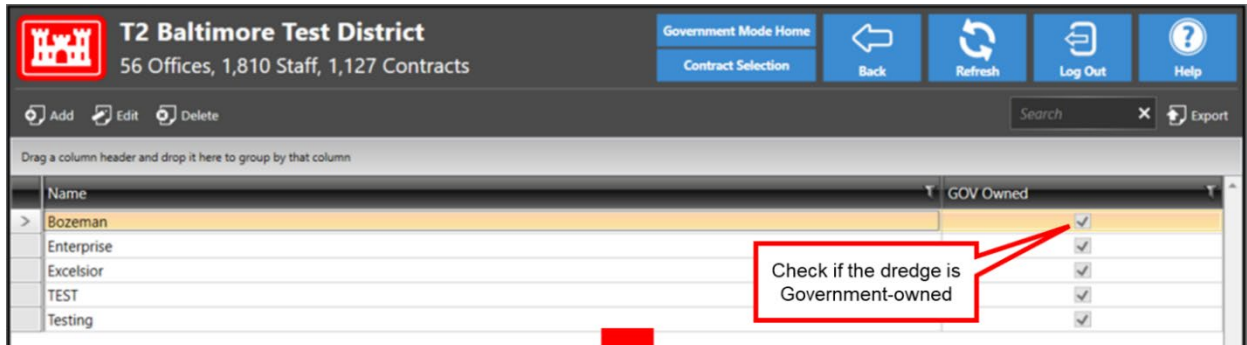 T2 Baltimore Test District
56 Offices, 1,810 Staff, 1,127 Contracts
Government Mode Home
Contract Selection
Back
Refresh
Log Out
Help
Add Edit Delete
Search
Export
Drag a column header and drop it here to group by that column
Name GOV Owned
Bozeman
Enterprise
Excelsior
TEST
Testing
Check if the dredge is
Government-owned